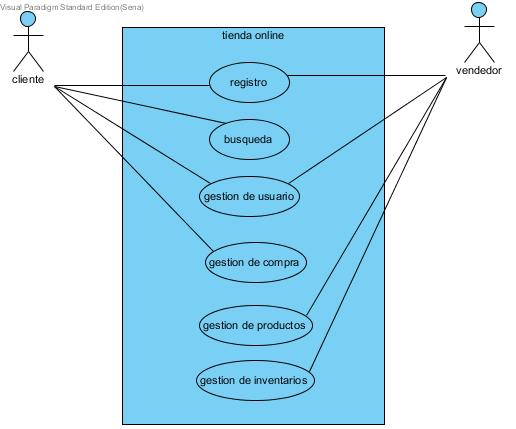 Visual Paradigm Standard Edition(Sena)
tienda online
cliente
vendedor
registro
busqueda
gestion de usuario
gestion de compra
gestion de productos
gestion de inventarios